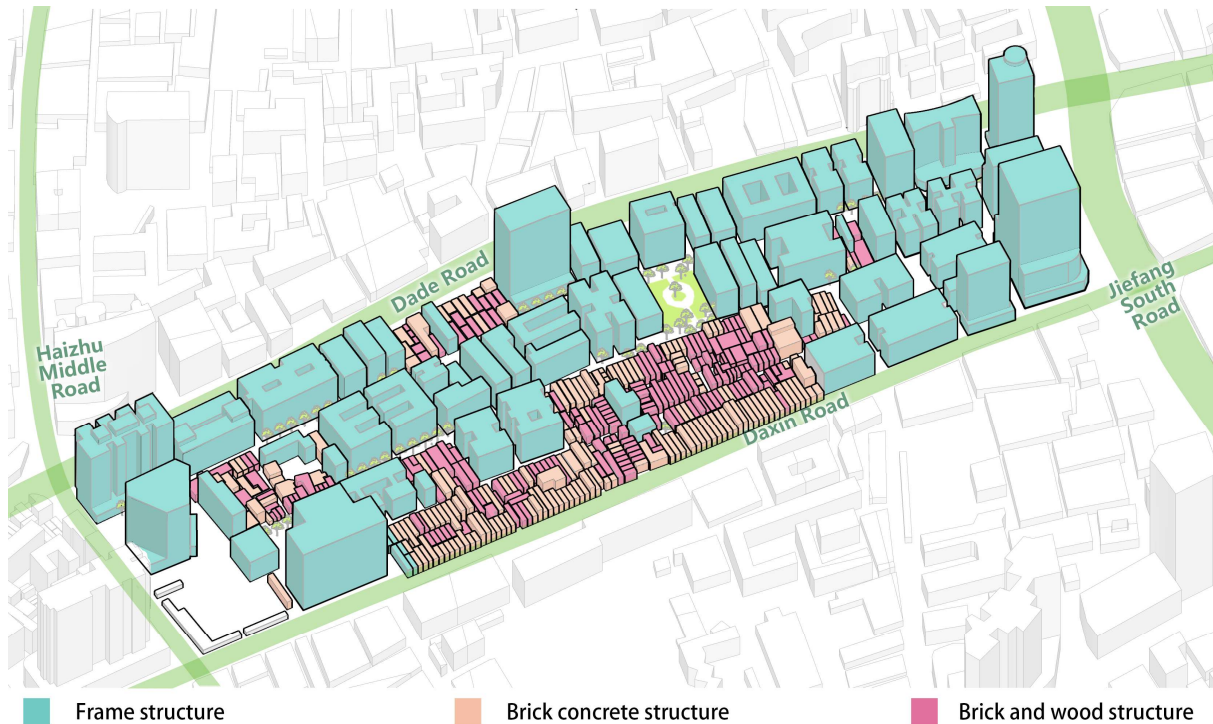 Dade Road
Haizhu
Middle
Road
Jiefang
South
Road
Daxin Road
Frame structure
Brick concrete structure
Brick and wood structure